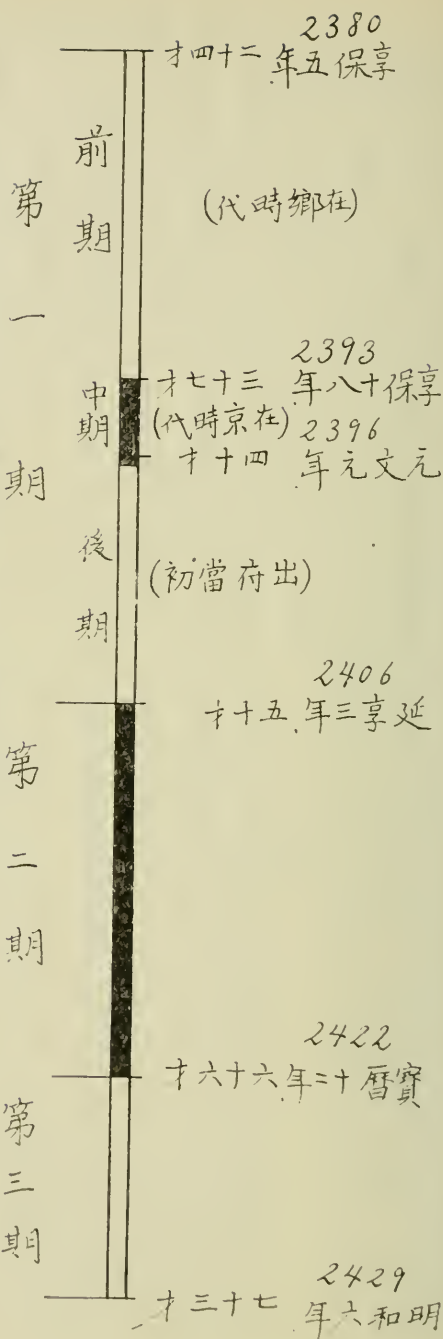 2380
享保五年 二十四才
第一期
前期
(在鄉時代)
2393
享保十八年 三十七才
中期
(在京時代)
2396
元文元年 四十才
後期
(出府當初)
2406
延享三年 五十才
第二期
2422
寶曆十二年 六十六才
第三期
2429
明和六年 七十三才